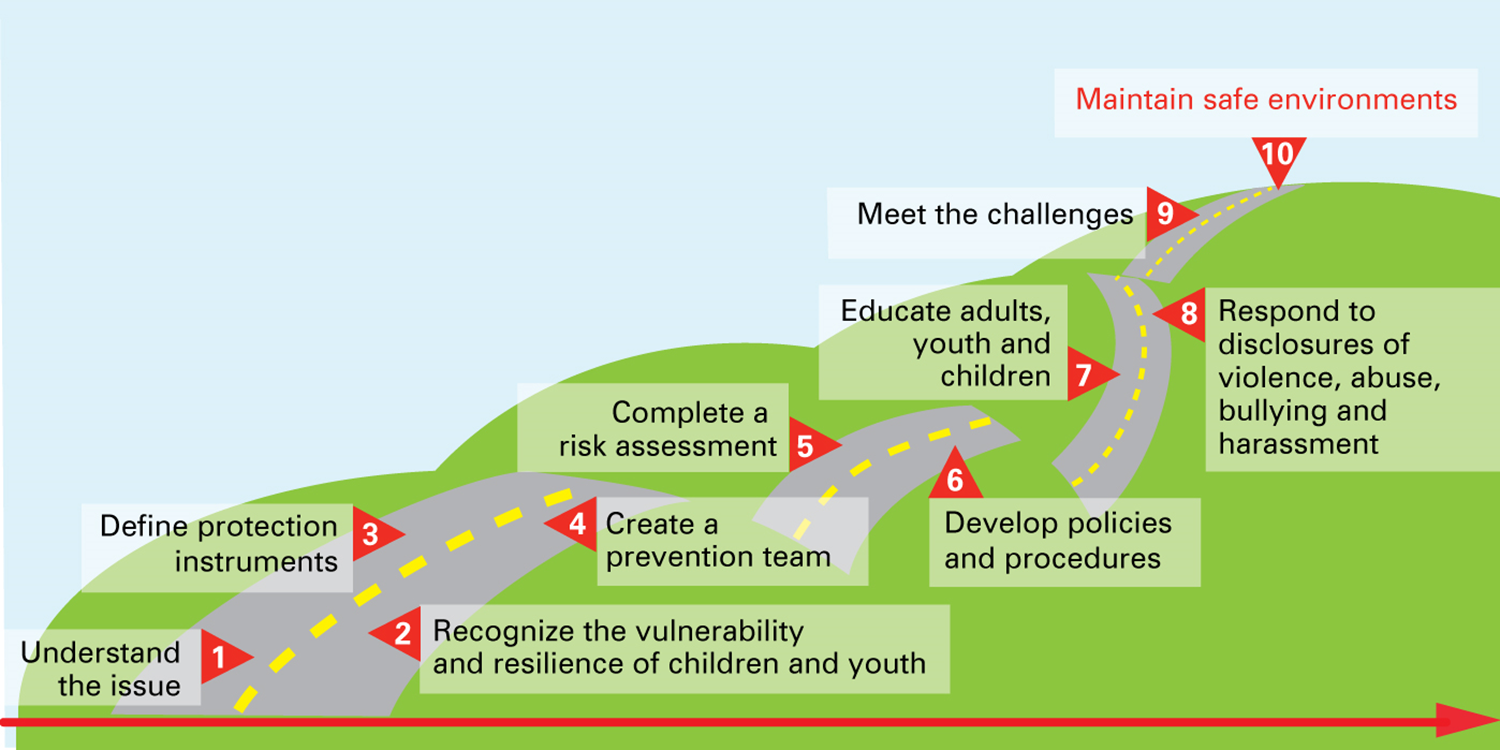 1
Understand
the issue
2
Recognize the vulnerability
and resilience of children and youth
3
Define protection
instruments
4
Create a
prevention team
5
Complete a
risk assessment
6
Develop policies
and procedures
7
Educate adults,
youth and
children
8
Respond to
disclosures of
violence, abuse,
bullying and
harassment
9
Meet the challenges
10
Maintain safe environments